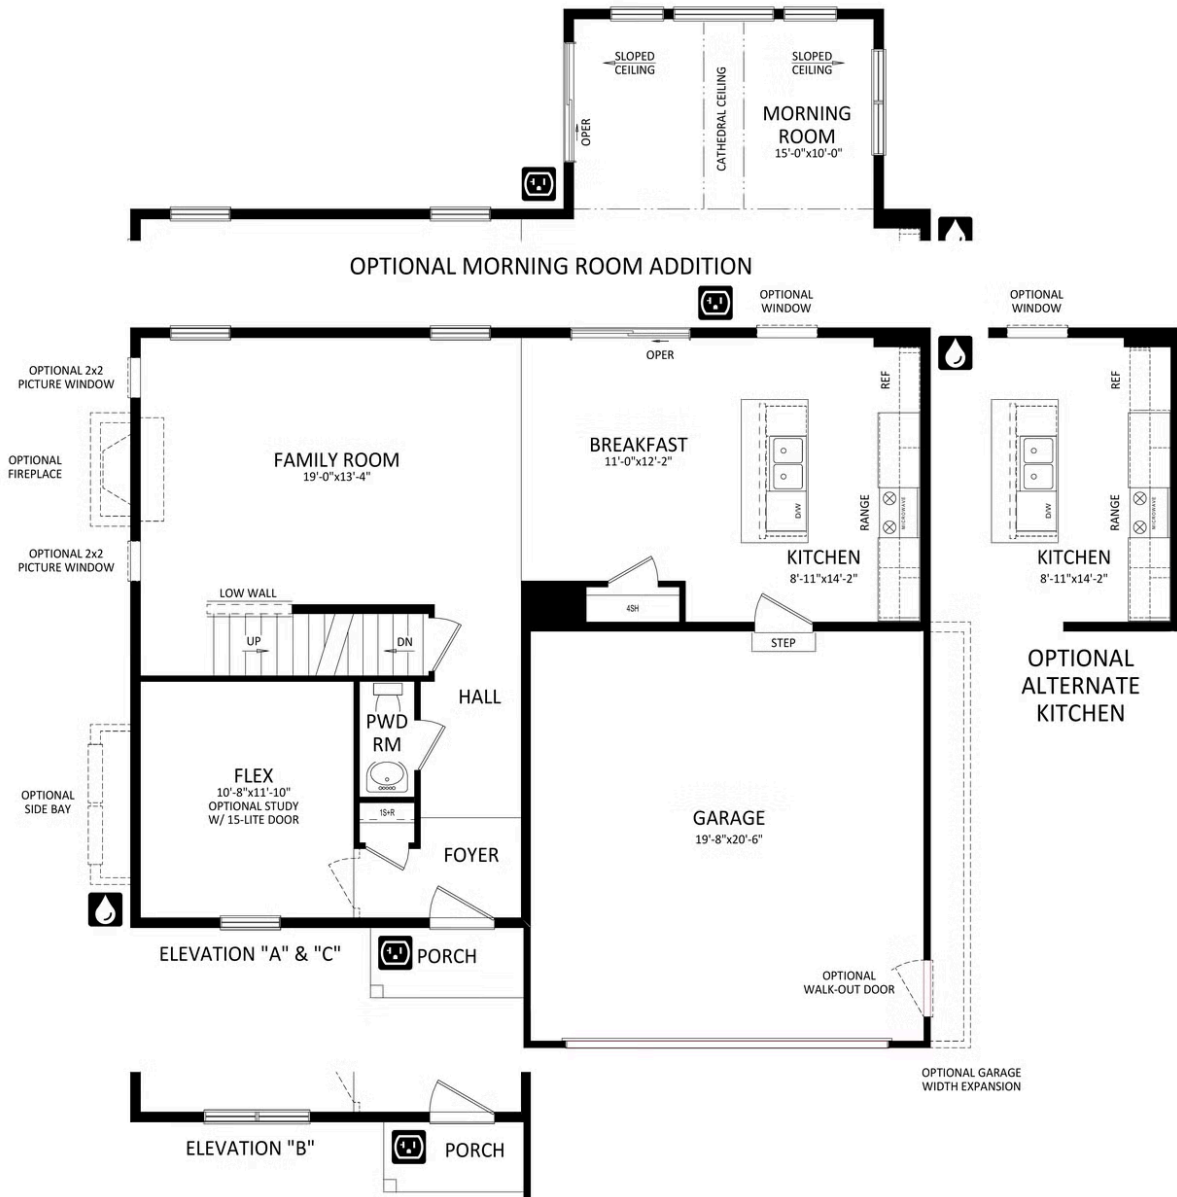 SLOPED
CEILING
SLOPED
CEILING
CATHEDRAL CEILING
MORNING
ROOM
15'-0"x10'-0"
OPER
OPTIONAL MORNING ROOM ADDITION
OPTIONAL
WINDOW
OPTIONAL
WINDOW
OPER
OPTIONAL 2x2
PICTURE WINDOW
REF
REF
OPTIONAL
FIREPLACE
FAMILY ROOM
19'-0"x13'-4"
BREAKFAST
11'-0"x12'-2"
D/W
RANGE
MICROWAVE
D/W
RANGE
MICROWAVE
KITCHEN
8'-11"x14'-2"
KITCHEN
8'-11"x14'-2"
OPTIONAL 2x2
PICTURE WINDOW
LOW WALL
4SH
UP
DN
STEP
OPTIONAL
ALTERNATE
KITCHEN
HALL
PWD
RM
FLEX
10'-8"x11'-10"
OPTIONAL STUDY
W/ 15-LITE DOOR
OPTIONAL
SIDE BAY
1S+R
GARAGE
19'-8"x20'-6"
FOYER
ELEVATION "A" & "C"
PORCH
OPTIONAL
WALK-OUT DOOR
OPTIONAL GARAGE
WIDTH EXPANSION
ELEVATION "B"
PORCH